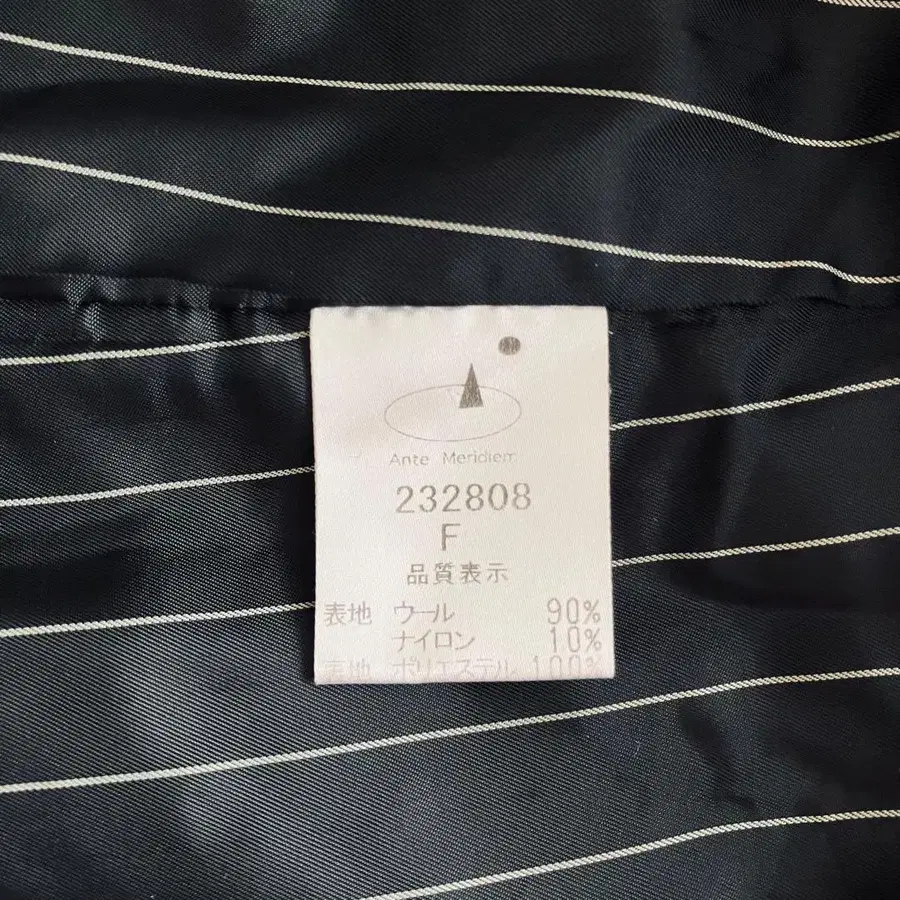 Ante Meridiem
232808
F
品質表示
表地 ウール 90%
ナイロン 10%
裏地 ポリエステル 100%